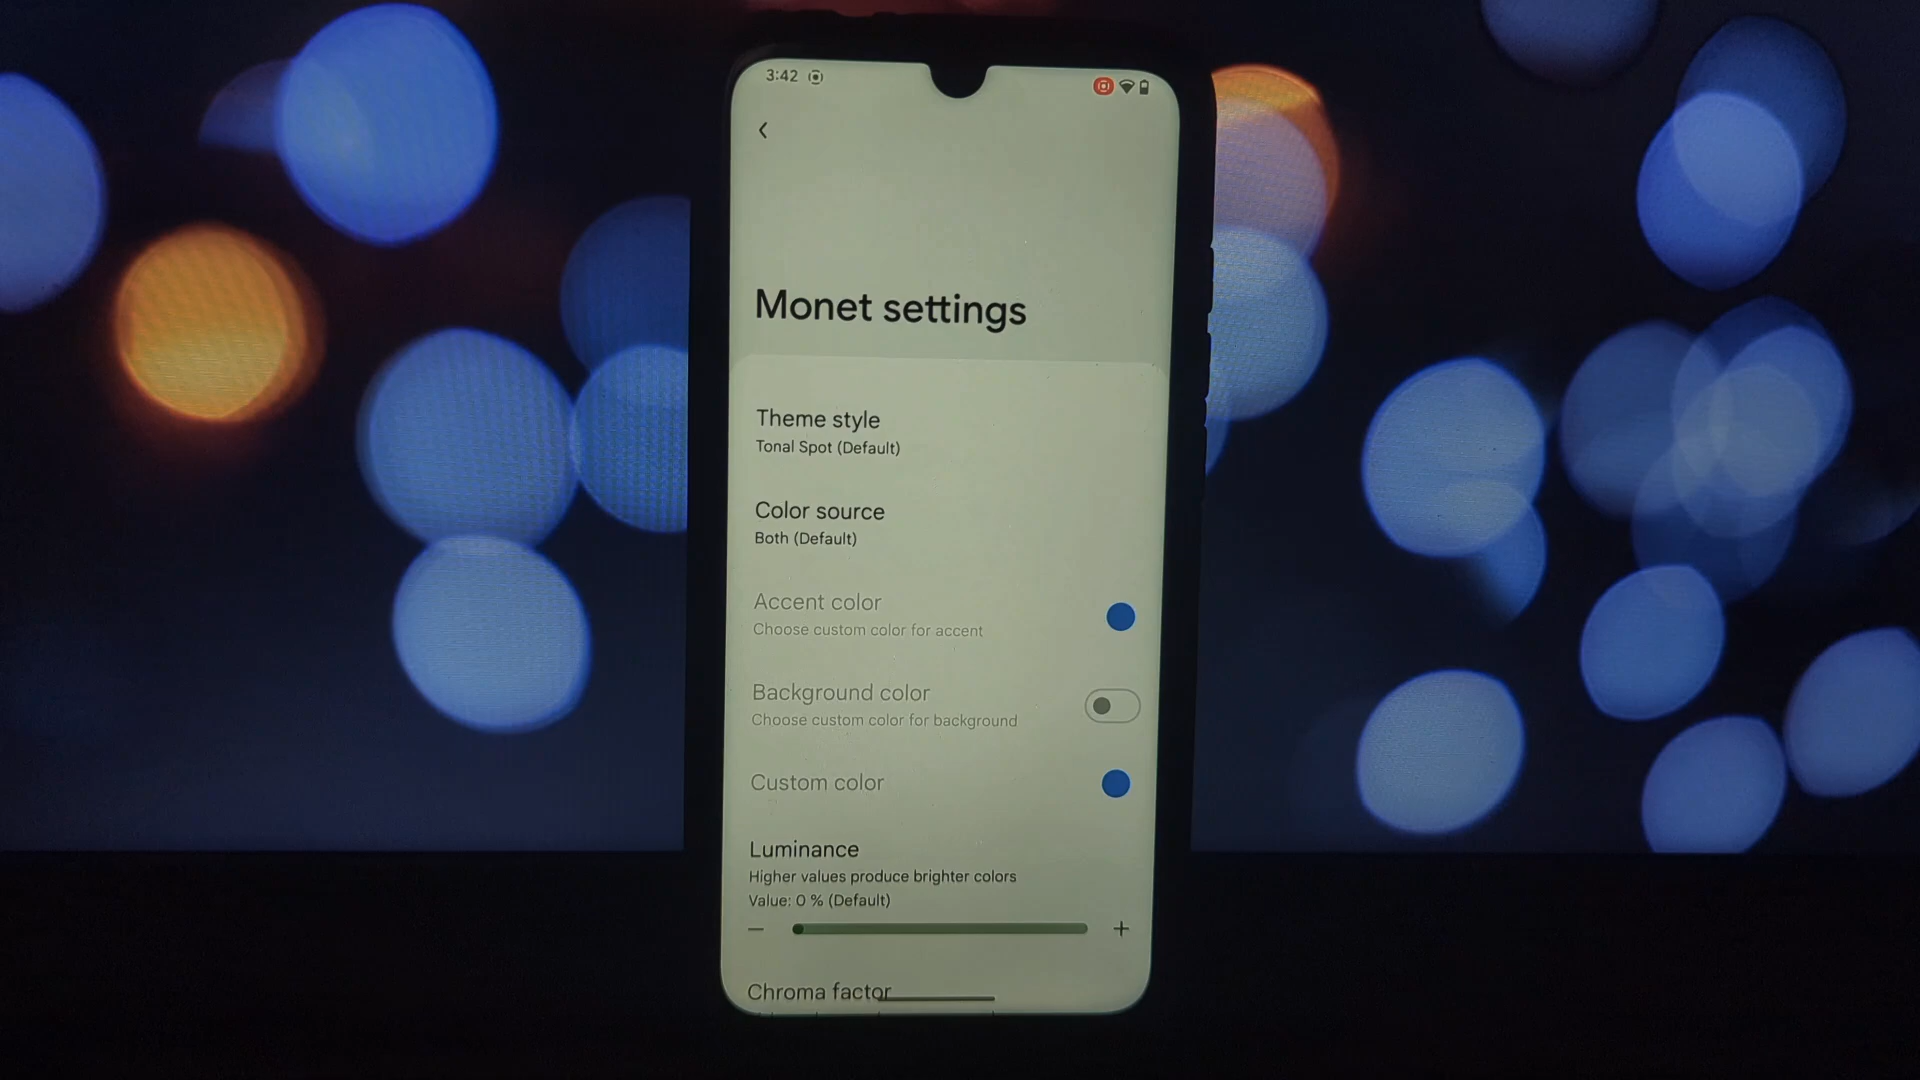 3:42
Monet settings
Theme style
Tonal Spot (Default)
Color source
Both (Default)
Accent color
Choose custom color for accent
Background color
Choose custom color for background
Custom color
Luminance
Higher values produce brighter colors
Value: 0 % (Default)
Chroma factor